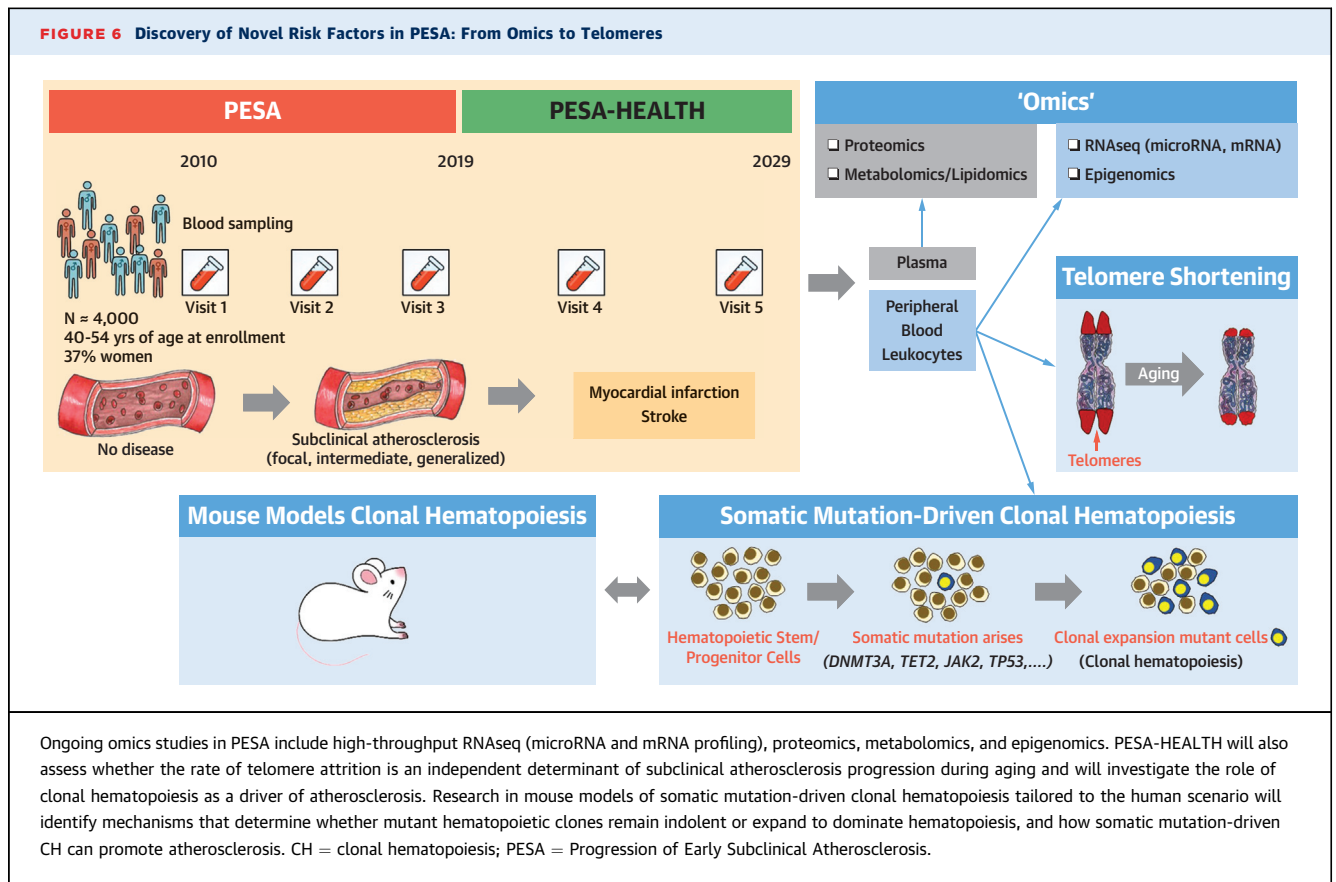 FIGURE 6 Discovery of Novel Risk Factors in PESA: From Omics to Telomeres
PESA
PESA-HEALTH
2010
2019
2029
Blood sampling
Visit 1
Visit 2
Visit 3
Visit 4
Visit 5
N ≈ 4,000
40-54 yrs of age at enrollment
37% women
No disease
Subclinical atherosclerosis
(focal, intermediate, generalized)
Myocardial infarction
Stroke
'Omics'
❑ Proteomics
❑ Metabolomics/Lipidomics
❑ RNAseq (microRNA, mRNA)
❑ Epigenomics
Plasma
Peripheral
Blood
Leukocytes
Telomere Shortening
Aging
Telomeres
Mouse Models Clonal Hematopoiesis
Somatic Mutation-Driven Clonal Hematopoiesis
Hematopoietic Stem/
Progenitor Cells
Somatic mutation arises
(DNMT3A, TET2, JAK2, TP53,....)
Clonal expansion mutant cells
(Clonal hematopoiesis)
Ongoing omics studies in PESA include high-throughput RNAseq (microRNA and mRNA profiling), proteomics, metabolomics, and epigenomics. PESA-HEALTH will also
assess whether the rate of telomere attrition is an independent determinant of subclinical atherosclerosis progression during aging and will investigate the role of
clonal hematopoiesis as a driver of atherosclerosis. Research in mouse models of somatic mutation-driven clonal hematopoiesis tailored to the human scenario will
identify mechanisms that determine whether mutant hematopoietic clones remain indolent or expand to dominate hematopoiesis, and how somatic mutation-driven
CH can promote atherosclerosis. CH = clonal hematopoiesis; PESA = Progression of Early Subclinical Atherosclerosis.